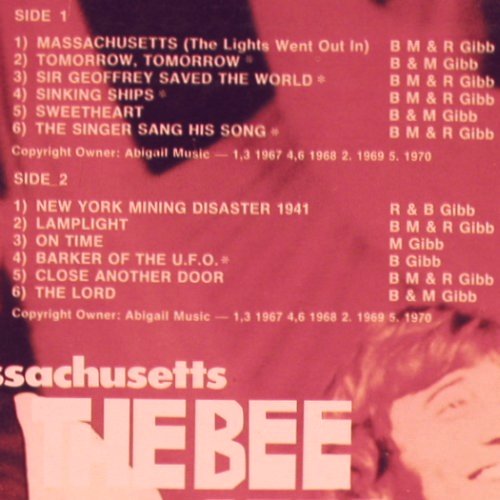 SIDE 1
1) MASSACHUSETTS (The Lights Went Out In) B M & R Gibb
2) TOMORROW, TOMORROW * B & M Gibb
3) SIR GEOFFREY SAVED THE WORLD * B M & R Gibb
4) SINKING SHIPS * B M & R Gibb
5) SWEETHEART B & M Gibb
6) THE SINGER SANG HIS SONG * B M & R Gibb
Copyright Owner: Abigail Music — 1,3 1967 4,6 1968 2. 1969 5. 1970
SIDE 2
1) NEW YORK MINING DISASTER 1941 R & B Gibb
2) LAMPLIGHT B M & R Gibb
3) ON TIME M Gibb
4) BARKER OF THE U.F.O. * B Gibb
5) CLOSE ANOTHER DOOR B M & R Gibb
6) THE LORD B & M Gibb
Copyright Owner: Abigail Music — 1,3 1967 4,6 1968 2. 1969 5. 1970
ssachusetts
THE BEE